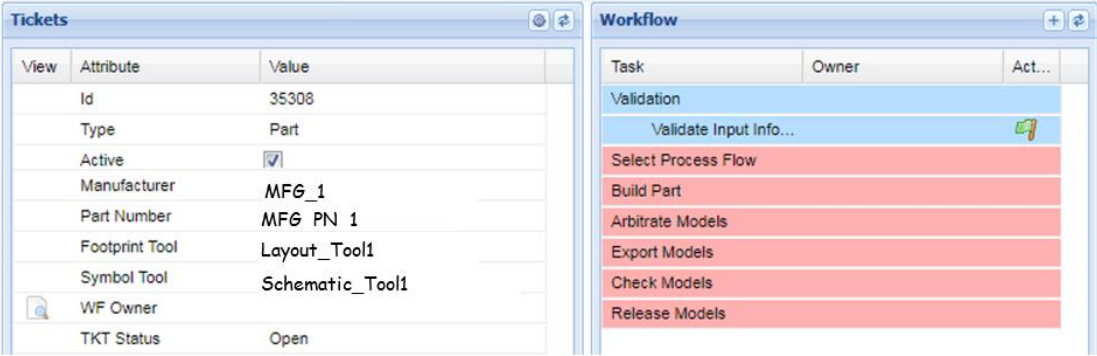 Tickets
View Attribute Value
Id 35308
Type Part
Active
Manufacturer MFG_1
Part Number MFG PN 1
Footprint Tool Layout_Tool1
Symbol Tool Schematic_Tool1
WF Owner
TKT Status Open
Workflow
Task Owner Act...
Validation
Validate Input Info...
Select Process Flow
Build Part
Arbitrate Models
Export Models
Check Models
Release Models